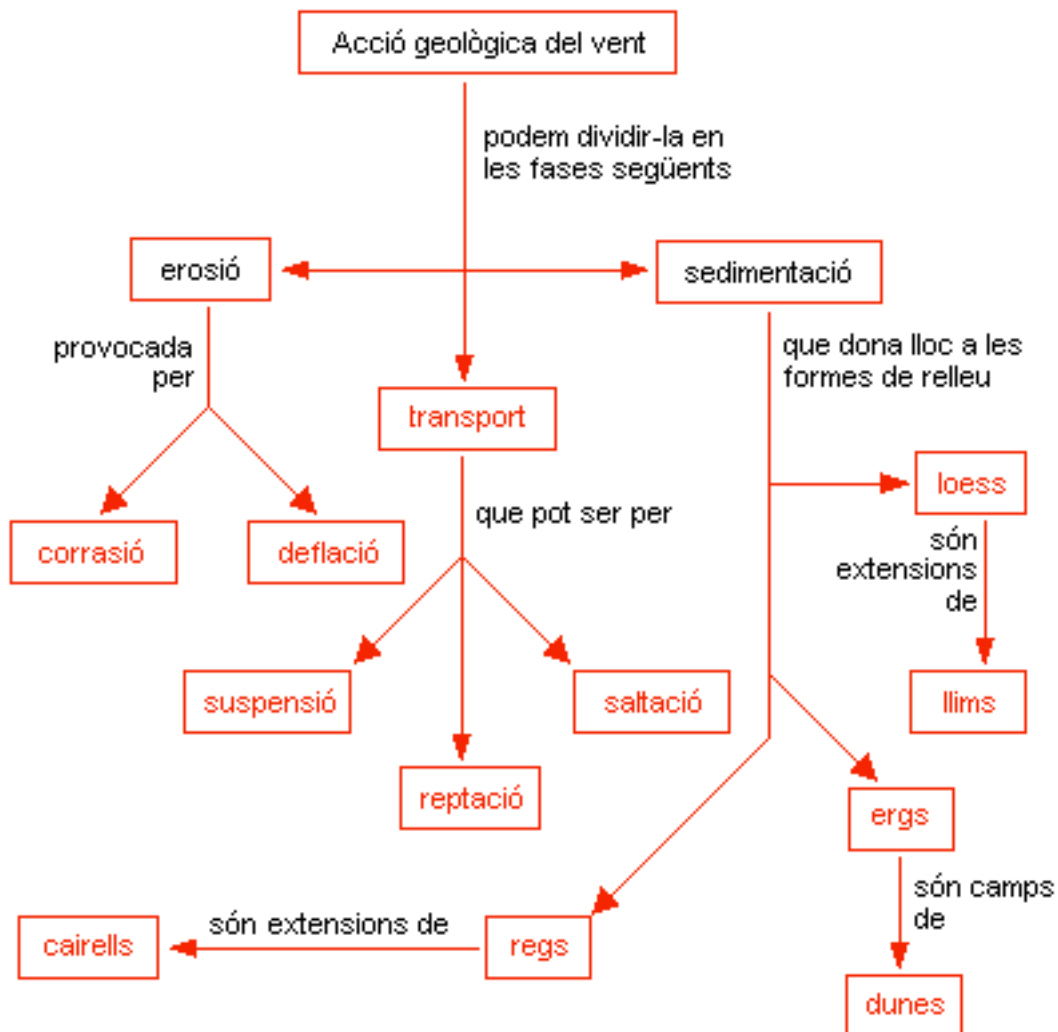 Acció geològica del vent
podem dividir-la en
les fases següents
erosió
sedimentació
provocada
per
que dona lloc a les
formes de relleu
transport
loess
corrasió
deflació
que pot ser per
són
extensions
de
suspensió
saltació
llims
reptació
ergs
són camps
de
cairells
són extensions de
regs
dunes